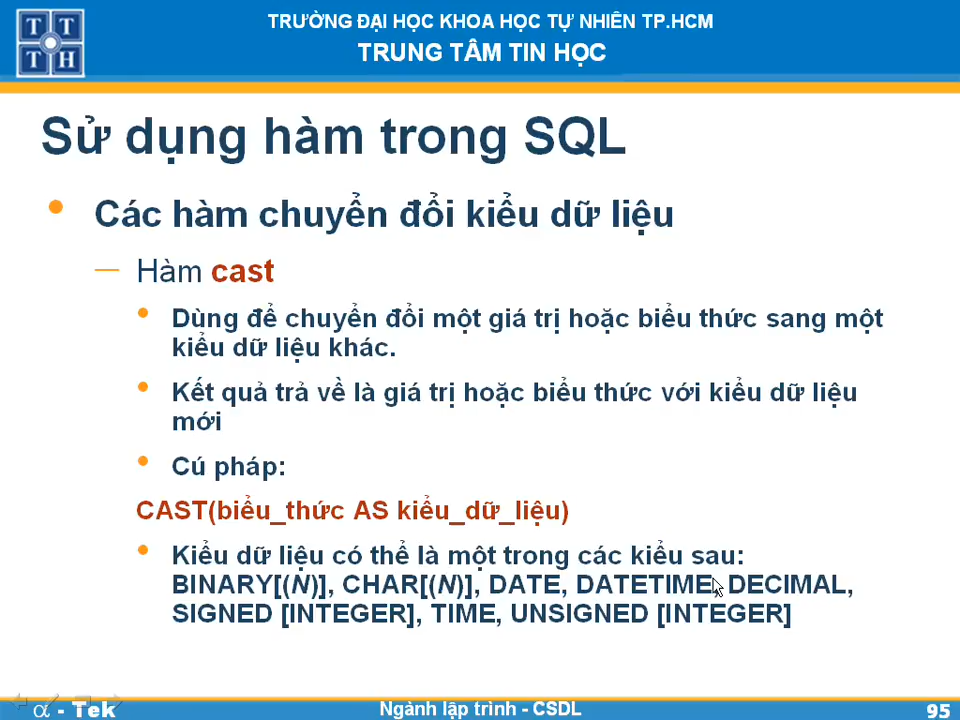 TRƯỜNG ĐẠI HỌC KHOA HỌC TỰ NHIÊN TP.HCM
TRUNG TÂM TIN HỌC
T T
T H
Sử dụng hàm trong SQL
Các hàm chuyển đổi kiểu dữ liệu
Hàm cast
Dùng để chuyển đổi một giá trị hoặc biểu thức sang một
kiểu dữ liệu khác.
Kết quả trả về là giá trị hoặc biểu thức với kiểu dữ liệu
mới
Cú pháp:
CAST(biểu_thức AS kiểu_dữ_liệu)
Kiểu dữ liệu có thể là một trong các kiểu sau:
BINARY[(N)], CHAR[(N)], DATE, DATETIME, DECIMAL,
SIGNED [INTEGER], TIME, UNSIGNED [INTEGER]
α - Tek
Ngành lập trình - CSDL
95